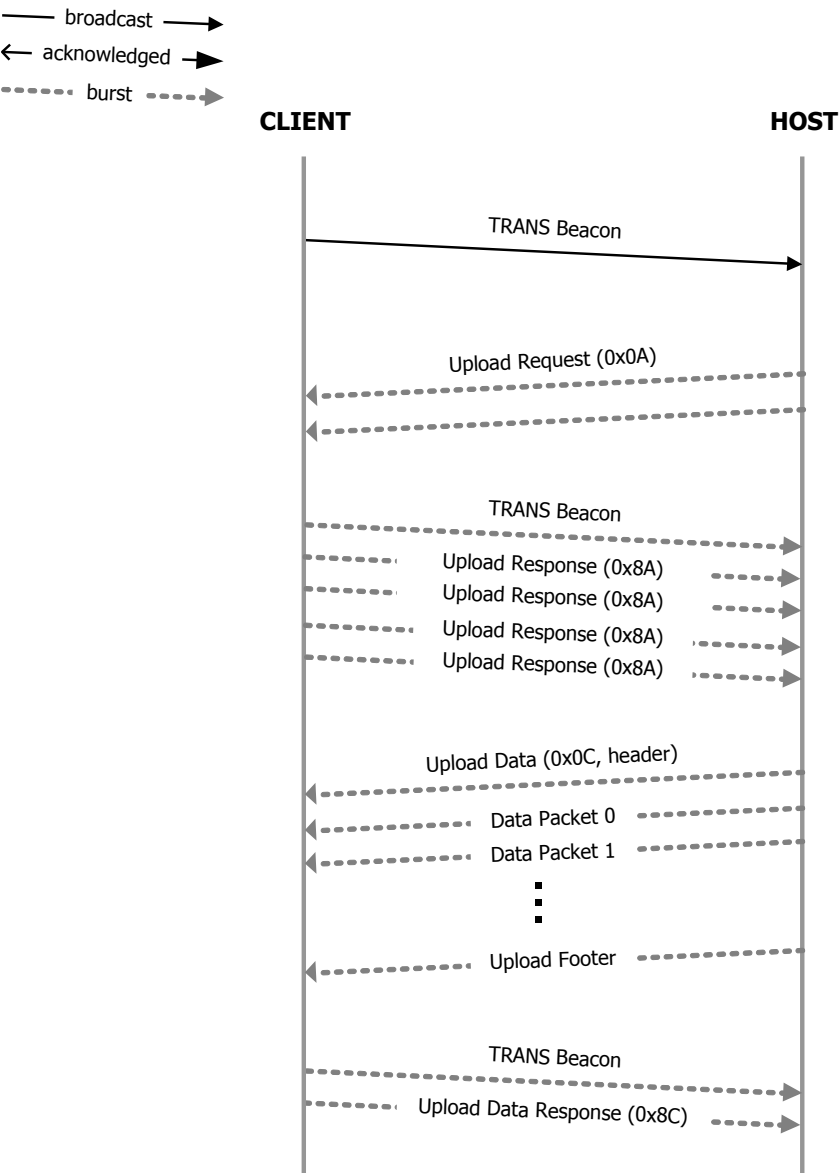 broadcast
acknowledged
burst
CLIENT HOST
TRANS Beacon
Upload Request (0x0A)
TRANS Beacon
Upload Response (0x8A)
Upload Response (0x8A)
Upload Response (0x8A)
Upload Response (0x8A)
Upload Data (0x0C, header)
Data Packet 0
Data Packet 1
Upload Footer
TRANS Beacon
Upload Data Response (0x8C)